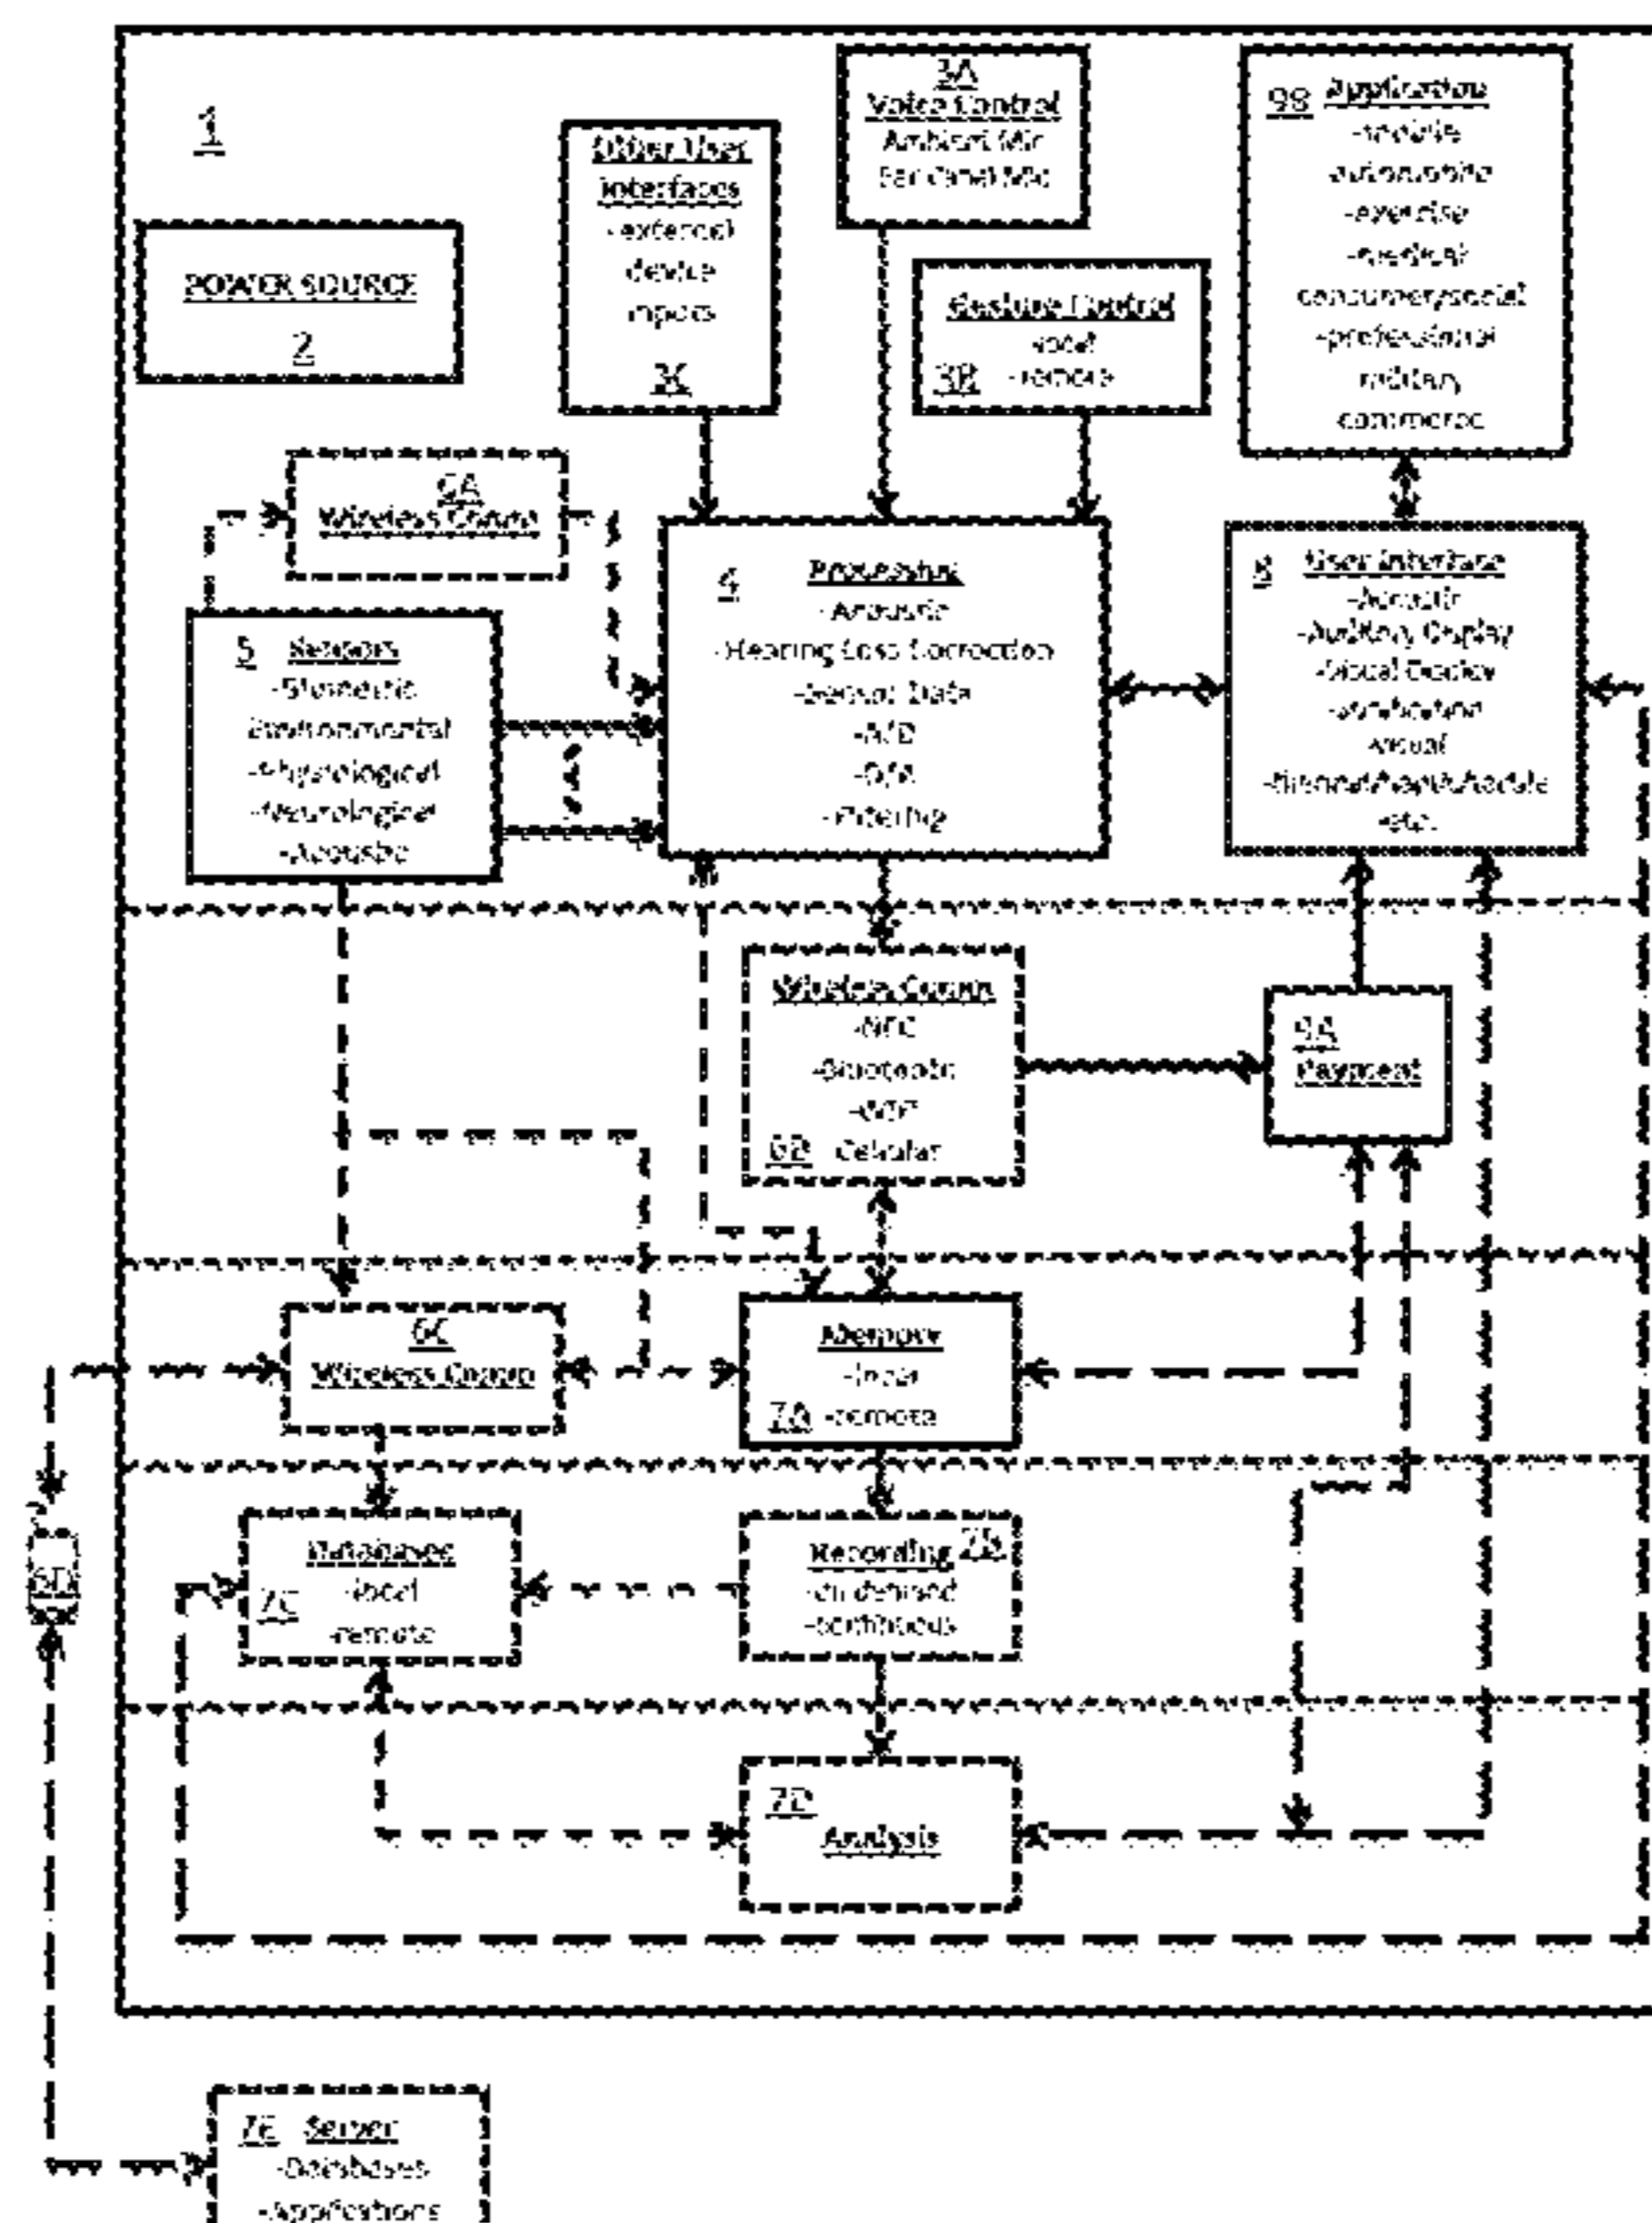 1
POWER SOURCE
2
Other User
Interfaces
-external
device
inputs
3C
3A
Voice Control
Ambient Mic
Ear Canal Mic
Gesture Control
-local
3B -remote
9B Application
-mobile
automobile
-exercise
-medical
consumer/social
-professional
military
commerce
6A
Wireless Comm
5 Sensors
-Biometric
Environmental
-Physiological
-Neurological
-Acoustic
4 Processing
-Acoustic
-Hearing Loss Correction
-Sensor Data
-A/D
-D/A
-Filtering
8 User Interface
-Acoustic
-Auditory Display
-Visual Display
visual
-etc.
Wireless Comm
-NFC
-Bluetooth
6B Cellular
9A
Payment
6C
Wireless Comm
Memory
-local
7A -remote
6D
Databases
-local
7C
-remote
Recording 7B
-continuous
7D
Analysis
7E Server
-Databases
-Applications